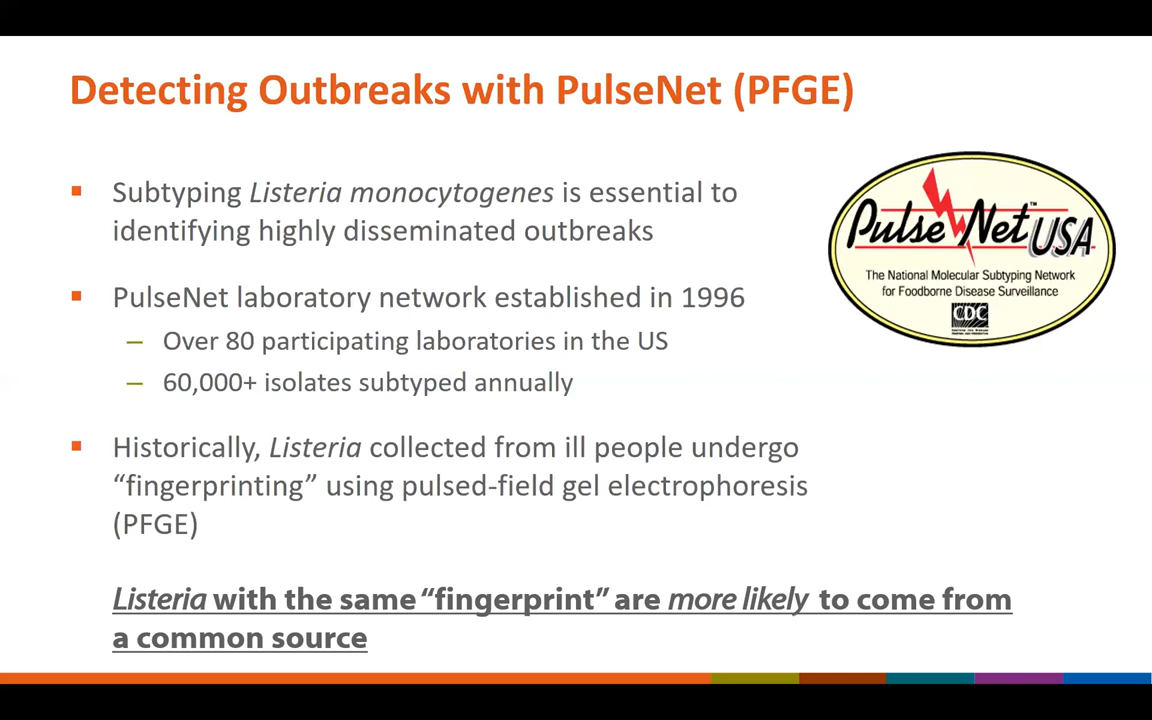 Detecting Outbreaks with PulseNet (PFGE)
Subtyping Listeria monocytogenes is essential to
identifying highly disseminated outbreaks
PulseNet laboratory network established in 1996
– Over 80 participating laboratories in the US
– 60,000+ isolates subtyped annually
Historically, Listeria collected from ill people undergo
“fingerprinting” using pulsed-field gel electrophoresis
(PFGE)
Listeria with the same “fingerprint” are more likely to come from
a common source
PulseNet™ USA
The National Molecular Subtyping Network
for Foodborne Disease Surveillance
CDC